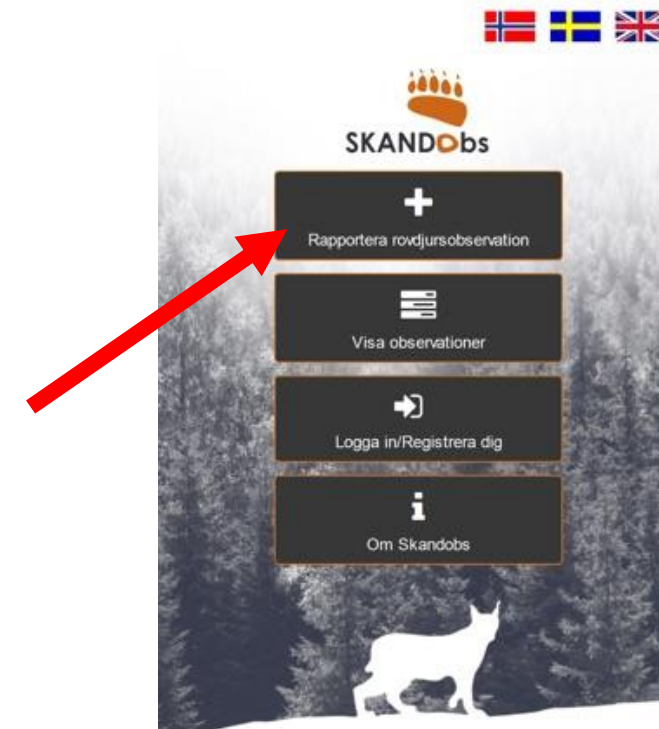 SKANDObs
Rapportera rovdjursobservation
Visa observationer
Logga in/Registrera dig
Om Skandobs